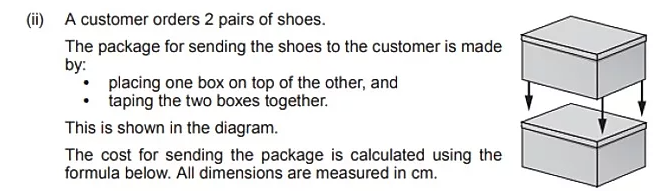 (ii) A customer orders 2 pairs of shoes.
The package for sending the shoes to the customer is made
by:
• placing one box on top of the other, and
• taping the two boxes together.
This is shown in the diagram.
The cost for sending the package is calculated using the
formula below. All dimensions are measured in cm.